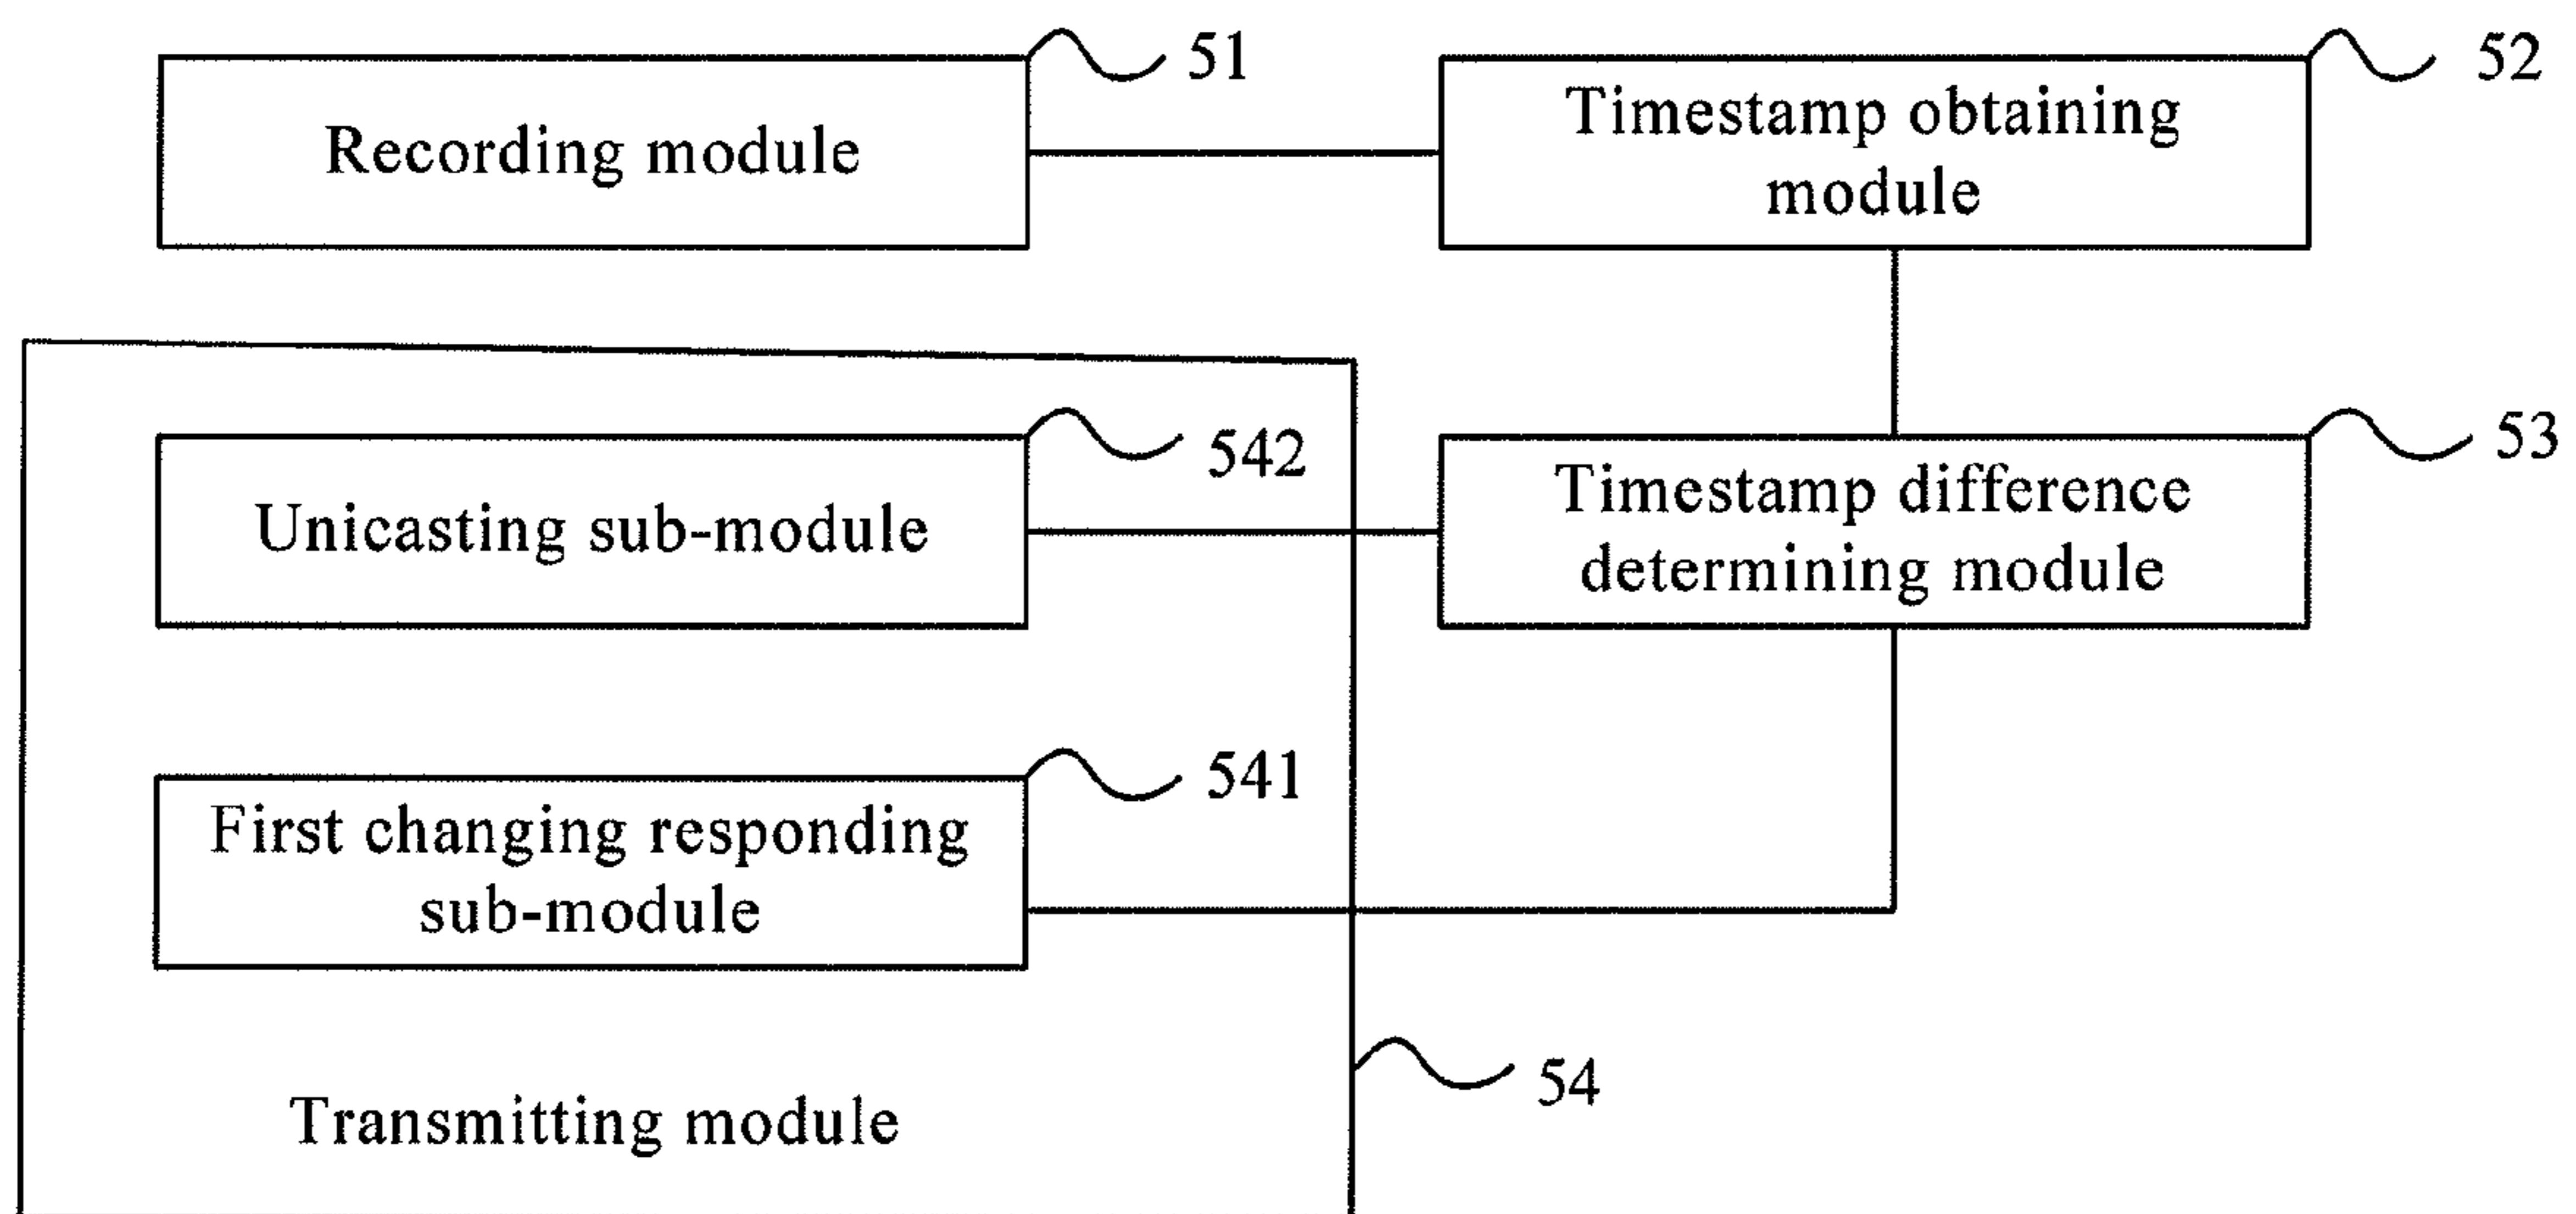 51
52
Recording module
Timestamp obtaining
module
542
53
Unicasting sub-module
Timestamp difference
determining module
541
First changing responding
sub-module
54
Transmitting module